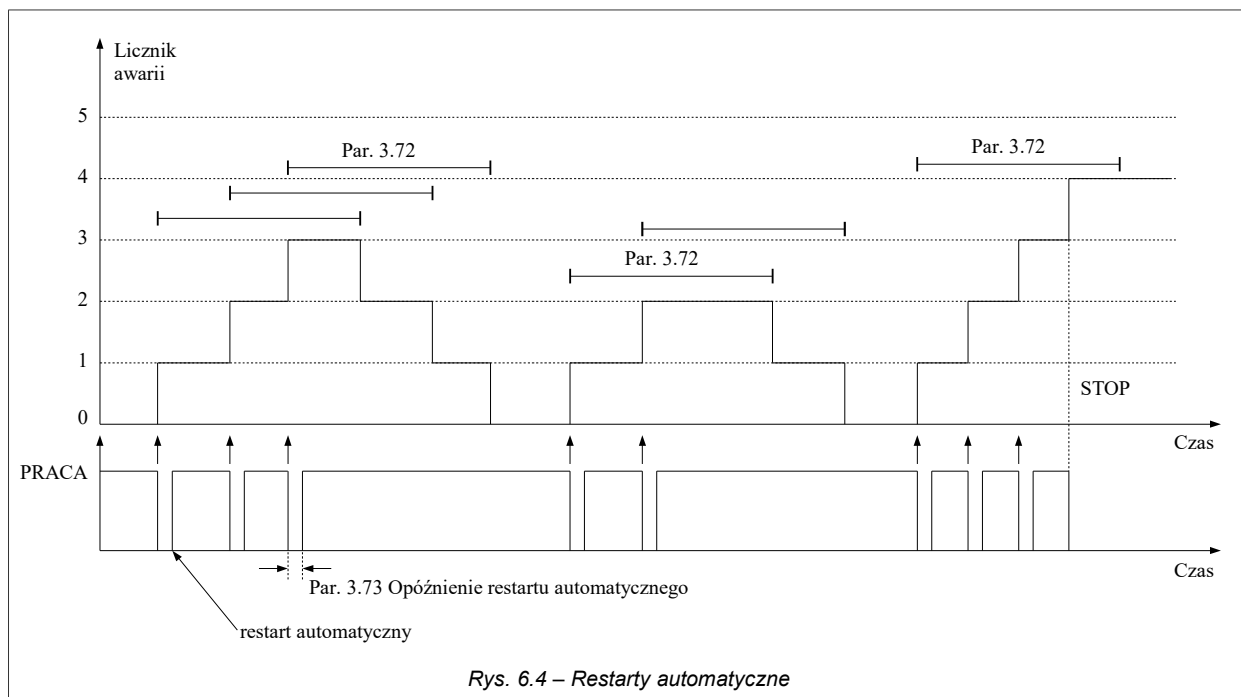 Licznik
awarii
5
Par. 3.72
Par. 3.72
4
3
Par. 3.72
2
1
STOP
0
Czas
PRACA
Czas
Par. 3.73 Opóźnienie restartu automatycznego
restart automatyczny
Rys. 6.4 – Restarty automatyczne